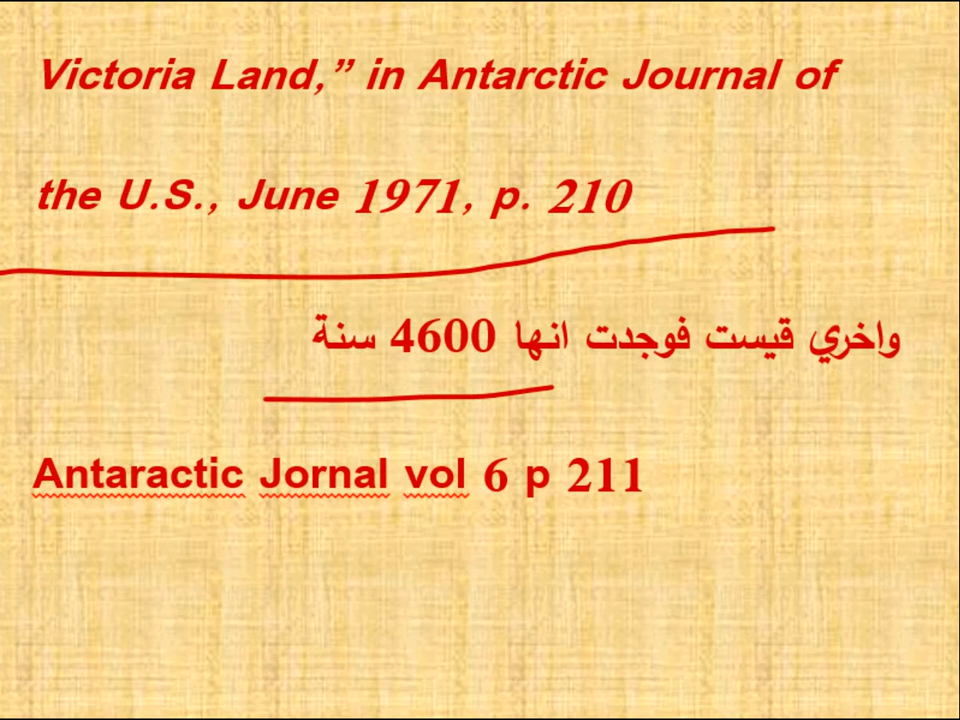 Victoria Land,” in Antarctic Journal of
the U.S., June 1971, p. 210
واخري قيست فوجدت انها 4600 سنة
Antaractic Jornal vol 6 p 211